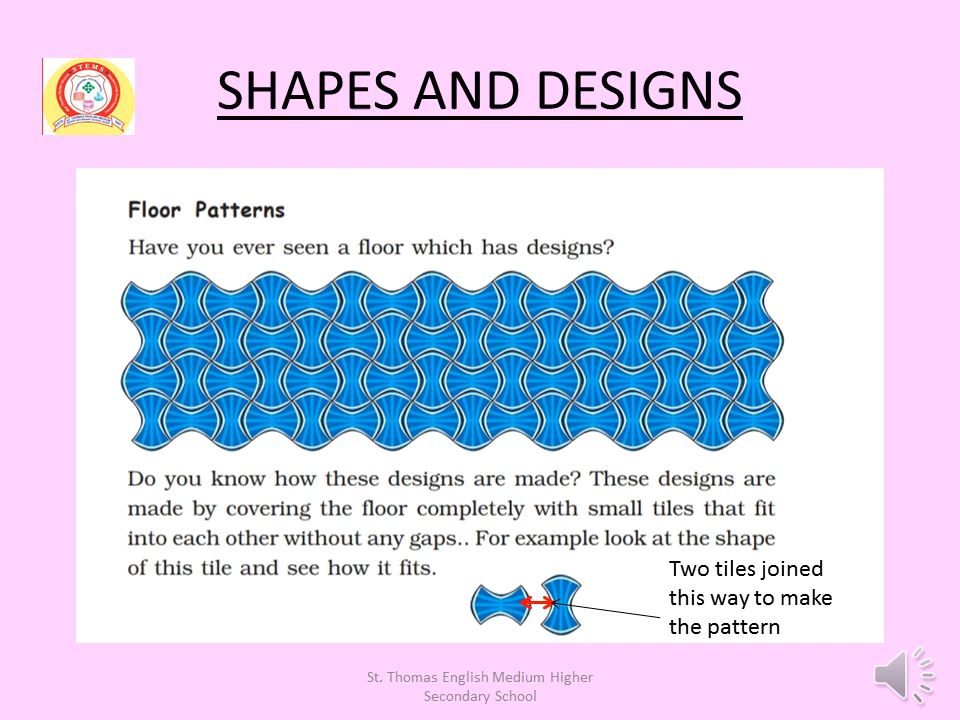 STEMS
SHAPES AND DESIGNS
Floor Patterns
Have you ever seen a floor which has designs?
Do you know how these designs are made? These designs are
made by covering the floor completely with small tiles that fit
into each other without any gaps.. For example look at the shape
of this tile and see how it fits.
Two tiles joined
this way to make
the pattern
St. Thomas English Medium Higher
Secondary School